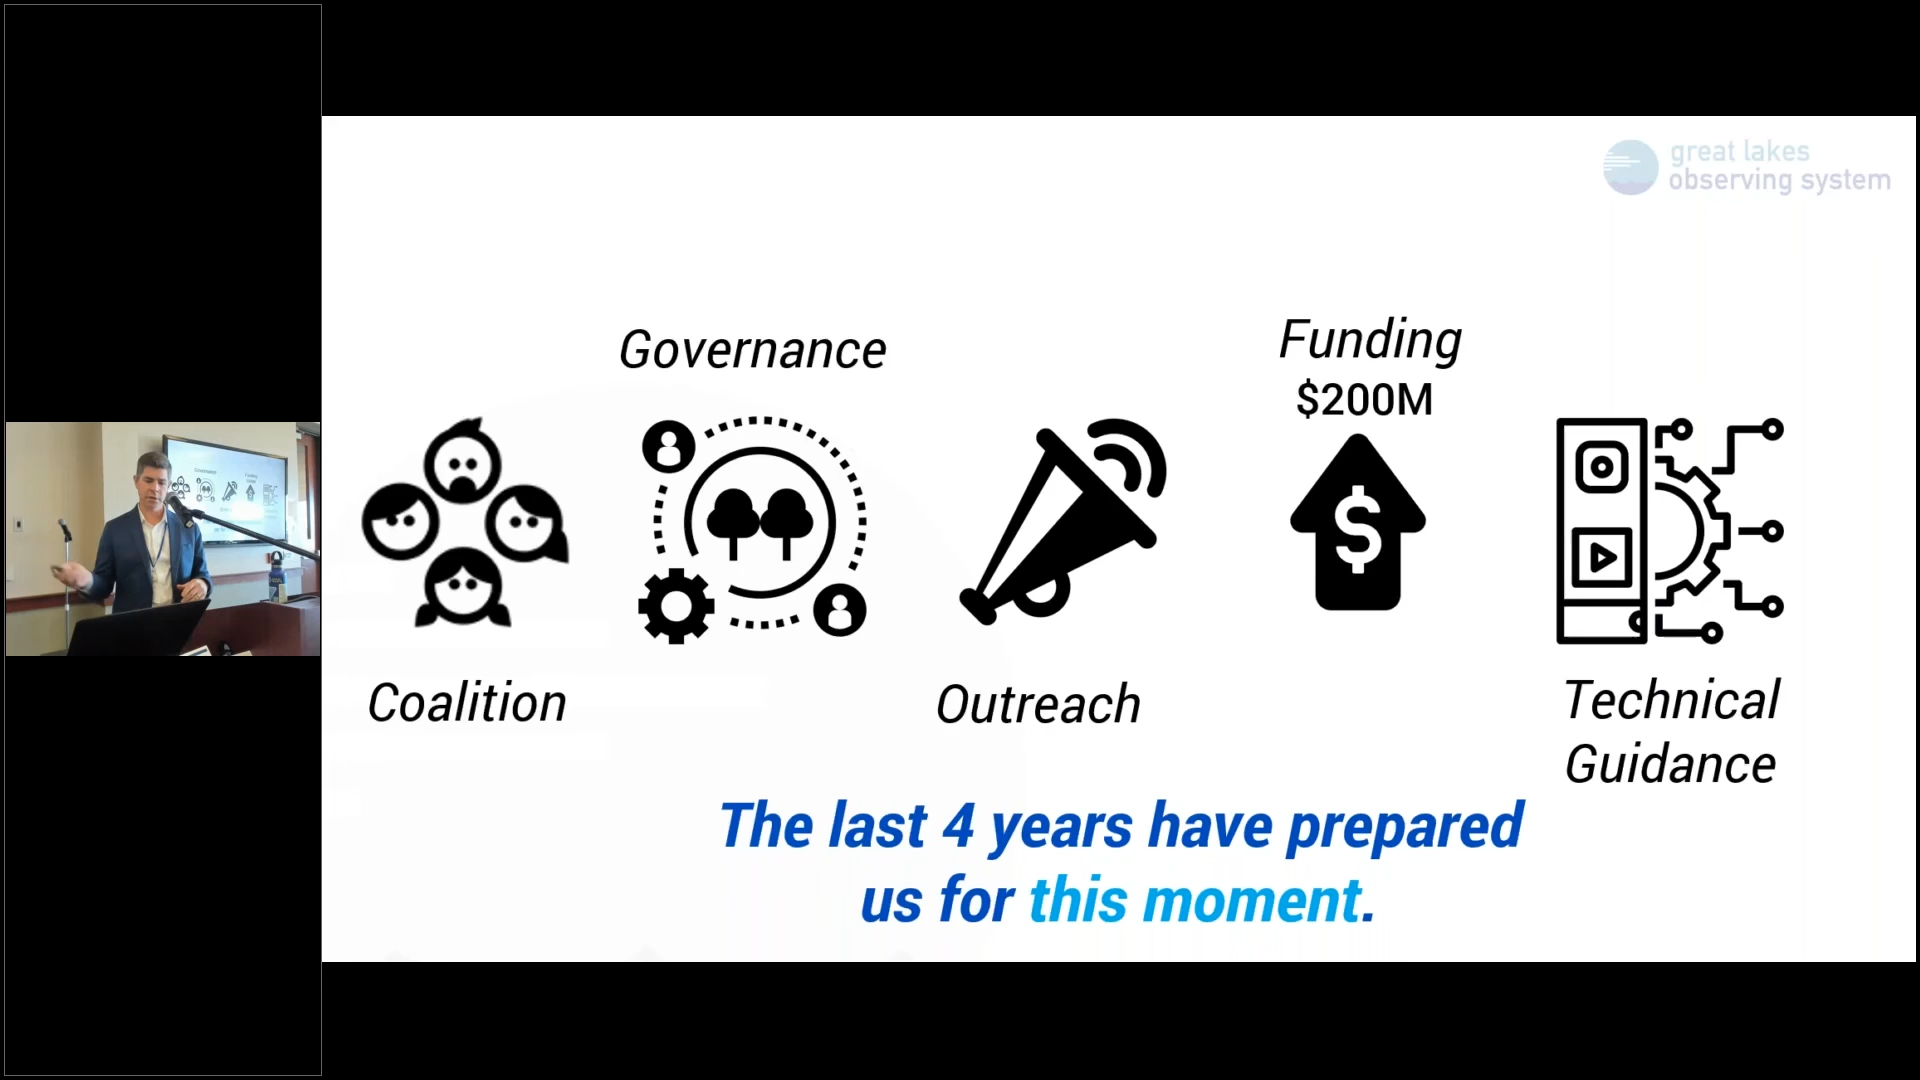 great lakes
observing system
Governance
Funding
$200M
Coalition
Outreach
Technical
Guidance
The last 4 years have prepared
us for this moment.